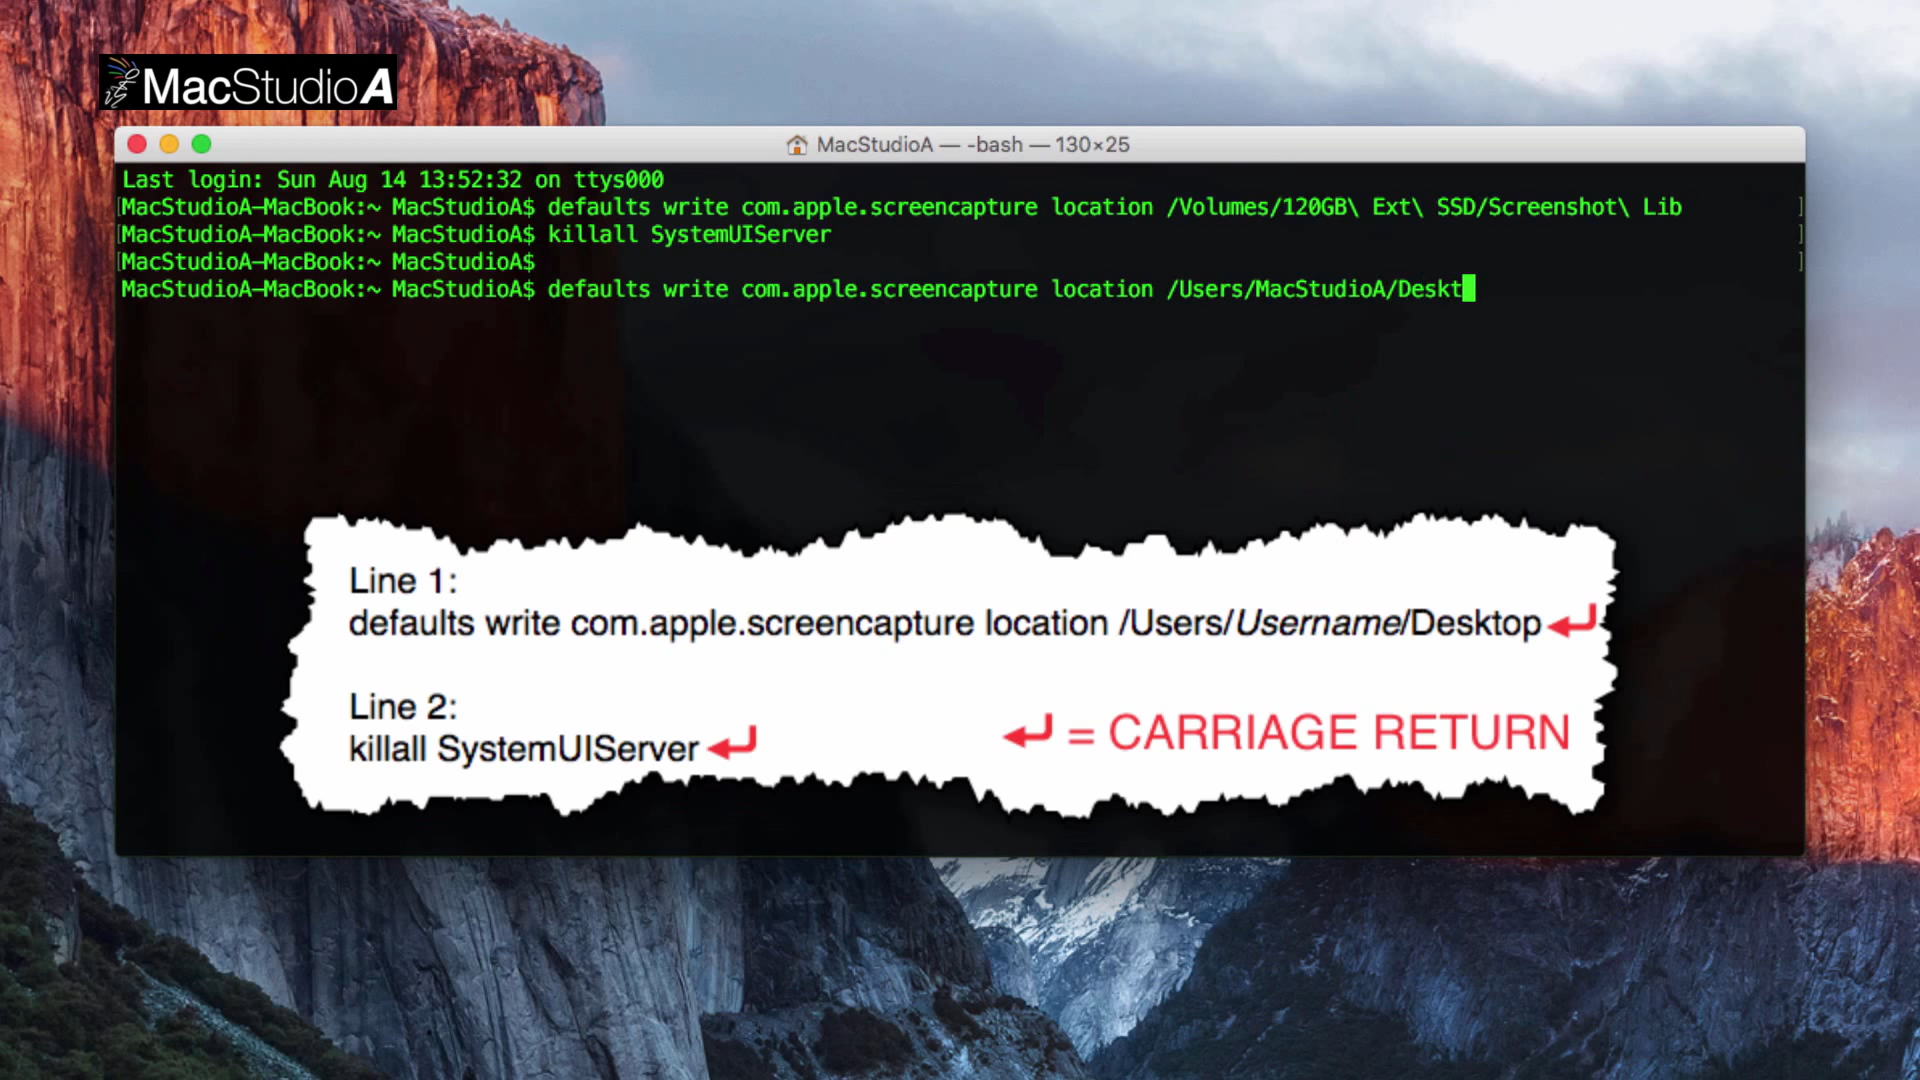 MacStudioA
MacStudioA — -bash — 130×25
Last login: Sun Aug 14 13:52:32 on ttys000
[MacStudioA-MacBook:~ MacStudioA$ defaults write com.apple.screencapture location /Volumes/120GB\ Ext\ SSD/Screenshot\ Lib ]
[MacStudioA-MacBook:~ MacStudioA$ killall SystemUIServer ]
[MacStudioA-MacBook:~ MacStudioA$ ]
MacStudioA-MacBook:~ MacStudioA$ defaults write com.apple.screencapture location /Users/MacStudioA/Deskt
Line 1:
defaults write com.apple.screencapture location /Users/Username/Desktop↵
Line 2:
killall SystemUIServer↵
↵ = CARRIAGE RETURN